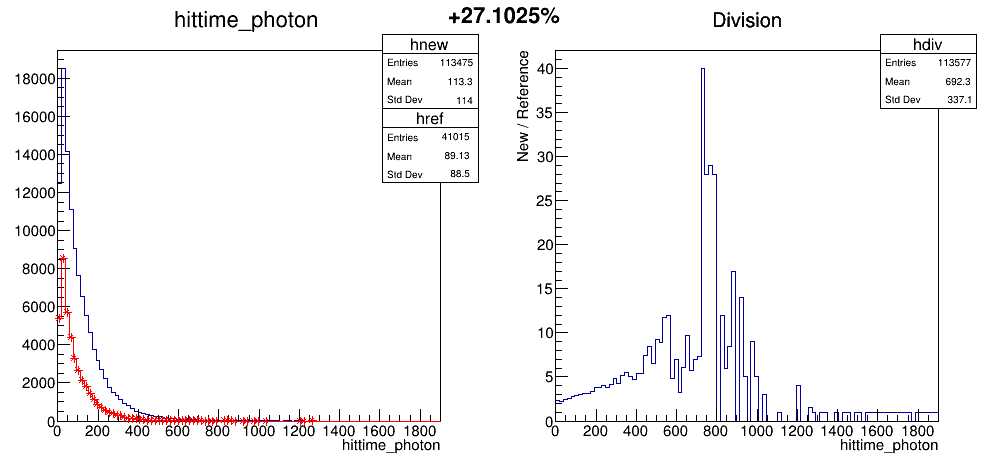 +27.1025%
hittime_photon
hnew
Entries 113475
Mean 113.3
Std Dev 114
href
Entries 41015
Mean 89.13
Std Dev 88.5
18000
16000
14000
12000
10000
8000
6000
4000
2000
0
0 200 400 600 800 1000 1200 1400 1600 1800
hittime_photon
Division
hdiv
Entries 113577
Mean 692.3
Std Dev 337.1
New / Reference
40
35
30
25
20
15
10
5
0
0 200 400 600 800 1000 1200 1400 1600 1800
hittime_photon